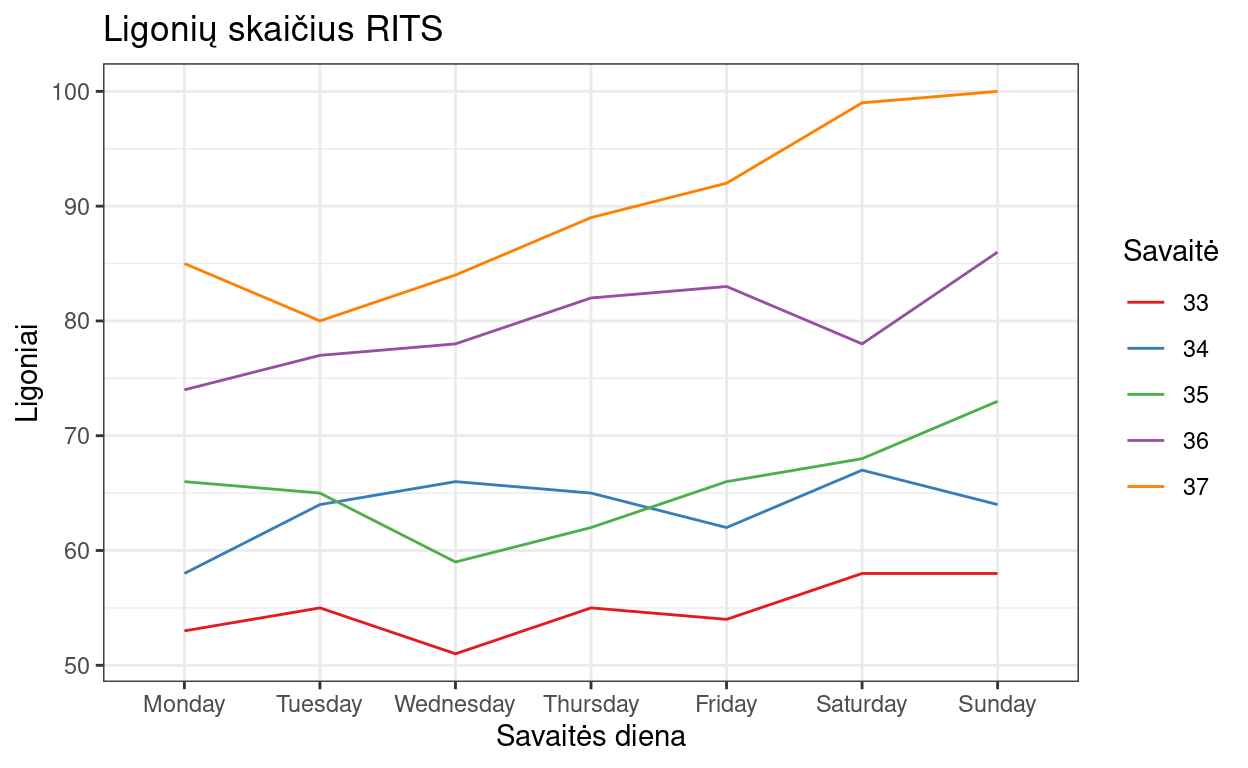 Ligonių skaičius RITS
100
90
80
70
60
50
Ligoniai
Monday Tuesday Wednesday Thursday Friday Saturday Sunday
Savaitės diena
Savaitė
33
34
35
36
37